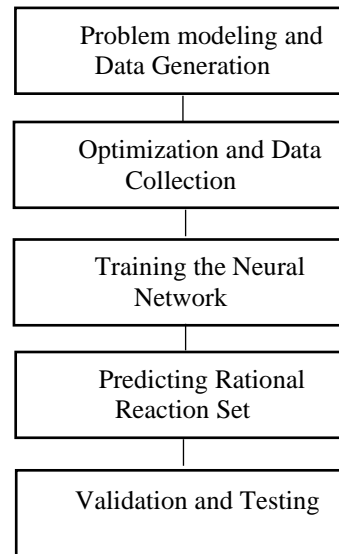 Problem modeling and
Data Generation
Optimization and Data
Collection
Training the Neural
Network
Predicting Rational
Reaction Set
Validation and Testing